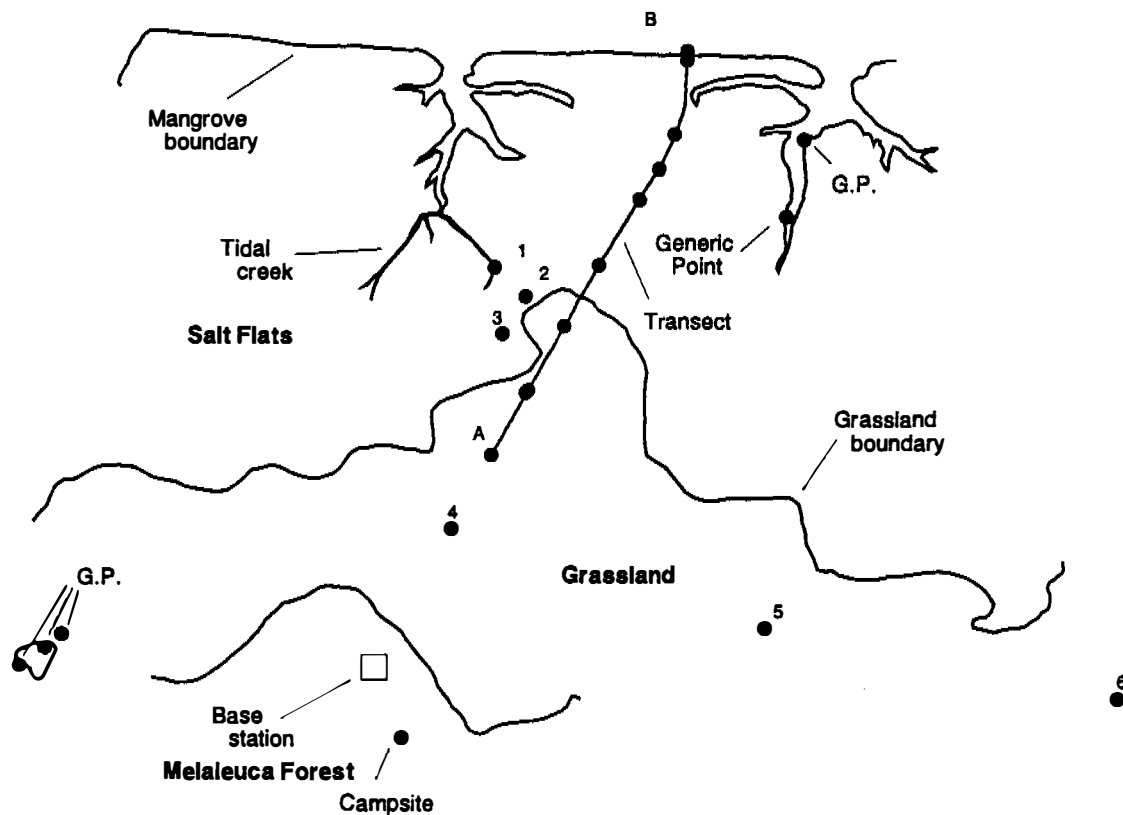 B
Mangrove
boundary
G.P.
Tidal
creek
1
2
3
Generic
Point
Salt Flats
Transect
A
Grassland
boundary
4
G.P.
Grassland
5
6
Base
station
Melaleuca Forest
Campsite